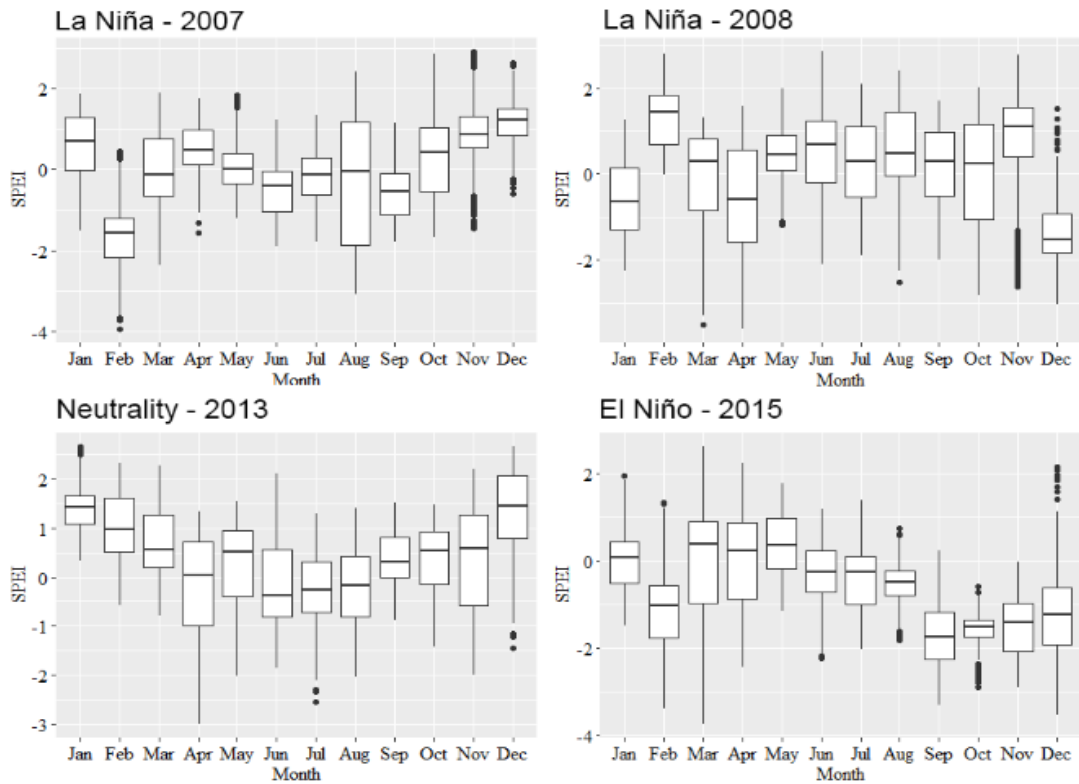 La Niña - 2007
SPEI
2
0
-2
-4
Jan Feb Mar Apr May Jun Jul Aug Sep Oct Nov Dec
Month
La Niña - 2008
SPEI
2
0
-2
Jan Feb Mar Apr May Jun Jul Aug Sep Oct Nov Dec
Month
Neutrality - 2013
SPEI
2
1
0
-1
-2
-3
Jan Feb Mar Apr May Jun Jul Aug Sep Oct Nov Dec
Month
El Niño - 2015
SPEI
2
0
-2
-4
Jan Feb Mar Apr May Jun Jul Aug Sep Oct Nov Dec
Month